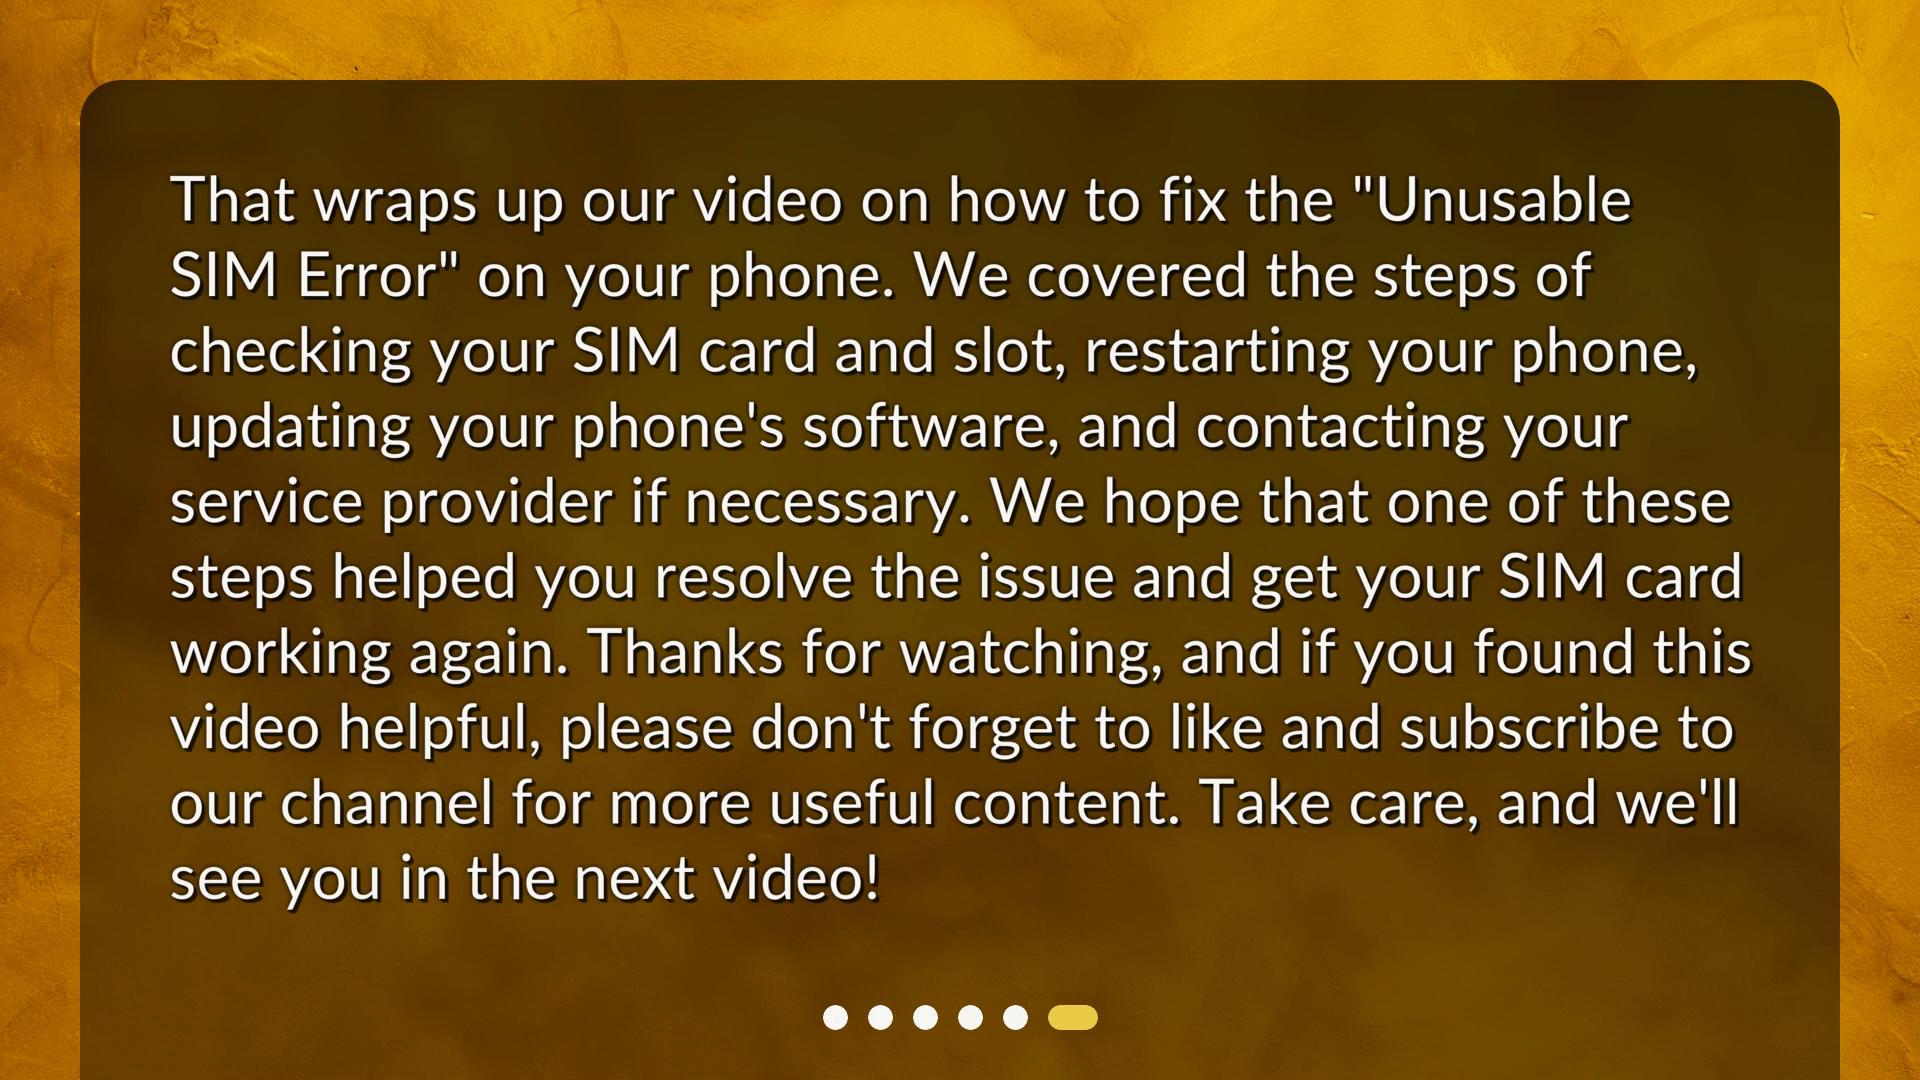 That wraps up our video on how to fix the "Unusable
SIM Error" on your phone. We covered the steps of
checking your SIM card and slot, restarting your phone,
updating your phone's software, and contacting your
service provider if necessary. We hope that one of these
steps helped you resolve the issue and get your SIM card
working again. Thanks for watching, and if you found this
video helpful, please don't forget to like and subscribe to
our channel for more useful content. Take care, and we'll
see you in the next video!